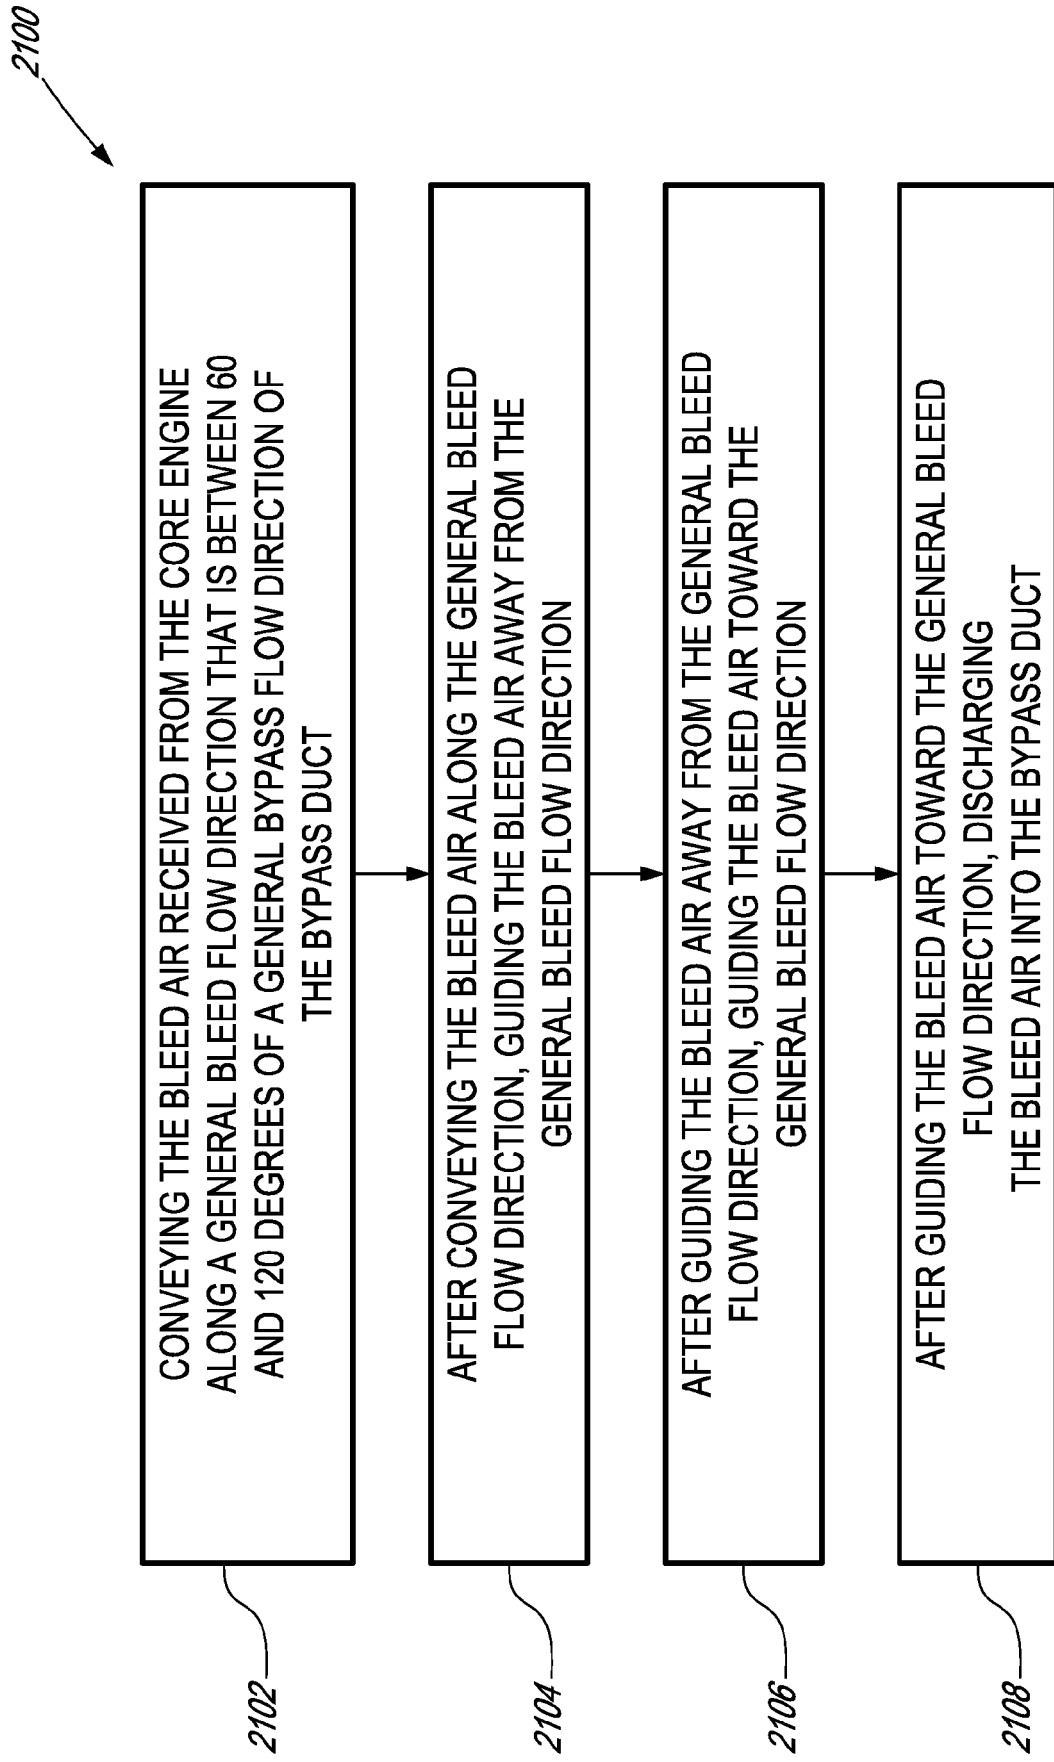 2100
2102
CONVEYING THE BLEED AIR RECEIVED FROM THE CORE ENGINE
ALONG A GENERAL BLEED FLOW DIRECTION THAT IS BETWEEN 60
AND 120 DEGREES OF A GENERAL BYPASS FLOW DIRECTION OF
THE BYPASS DUCT
2104
AFTER CONVEYING THE BLEED AIR ALONG THE GENERAL BLEED
FLOW DIRECTION, GUIDING THE BLEED AIR AWAY FROM THE
GENERAL BLEED FLOW DIRECTION
2106
AFTER GUIDING THE BLEED AIR AWAY FROM THE GENERAL BLEED
FLOW DIRECTION, GUIDING THE BLEED AIR TOWARD THE
GENERAL BLEED FLOW DIRECTION
2108
AFTER GUIDING THE BLEED AIR TOWARD THE GENERAL BLEED
FLOW DIRECTION, DISCHARGING
THE BLEED AIR INTO THE BYPASS DUCT